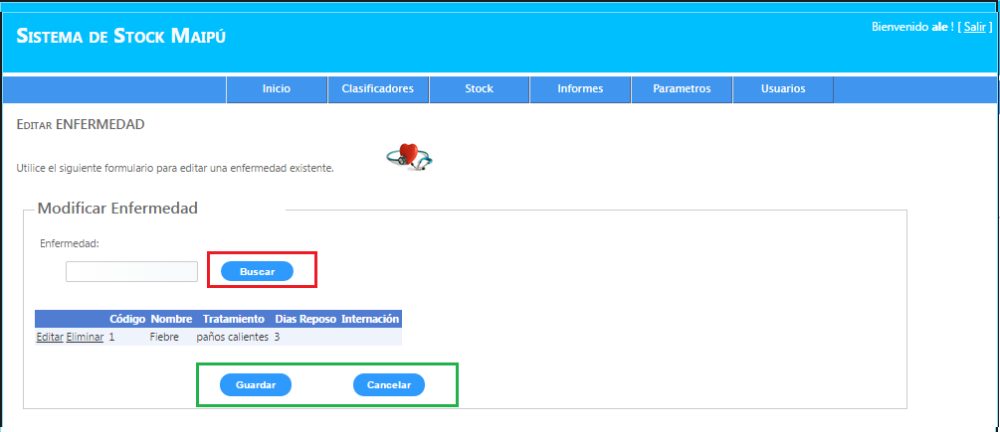 Bienvenido ale ! [ Salir ]
SISTEMA DE STOCK MAIPÚ
Inicio Clasificadores Stock Informes Parametros Usuarios
EDITAR ENFERMEDAD
Utilice el siguiente formulario para editar una enfermedad existente.
Modificar Enfermedad
Enfermedad:
Buscar
Código Nombre Tratamiento Dias Reposo Internación
Editar Eliminar 1 Fiebre paños calientes 3
Guardar Cancelar